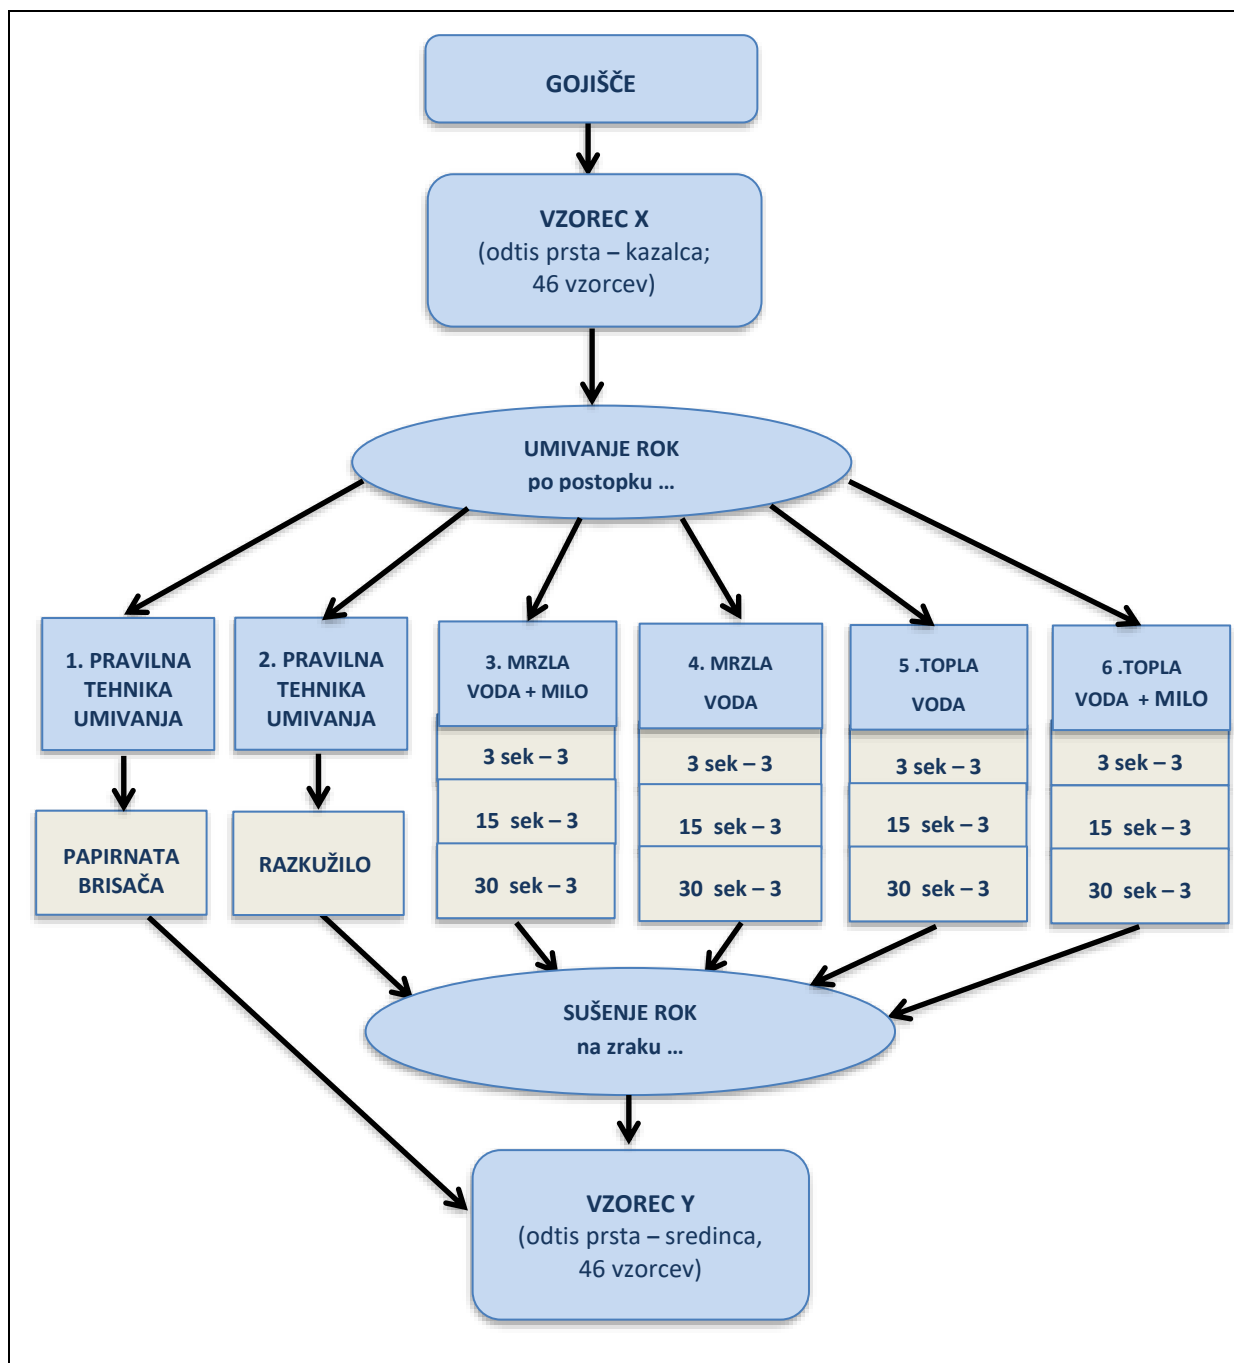 GOJIŠČE
VZOREC X
(odtis prsta – kazalca;
46 vzorcev)
UMIVANJE ROK
po postopku ...
1. PRAVILNA
TEHNIKA
UMIVANJA
PAPIRNATA
BRISAČA
2. PRAVILNA
TEHNIKA
UMIVANJA
RAZKUŽILO
3. MRZLA
VODA + MILO
3 sek – 3
15 sek – 3
30 sek – 3
4. MRZLA
VODA
3 sek – 3
15 sek – 3
30 sek – 3
5 .TOPLA
VODA
3 sek – 3
15 sek – 3
30 sek – 3
6 .TOPLA
VODA + MILO
3 sek – 3
15 sek – 3
30 sek – 3
SUŠENJE ROK
na zraku ...
VZOREC Y
(odtis prsta – sredinca,
46 vzorcev)